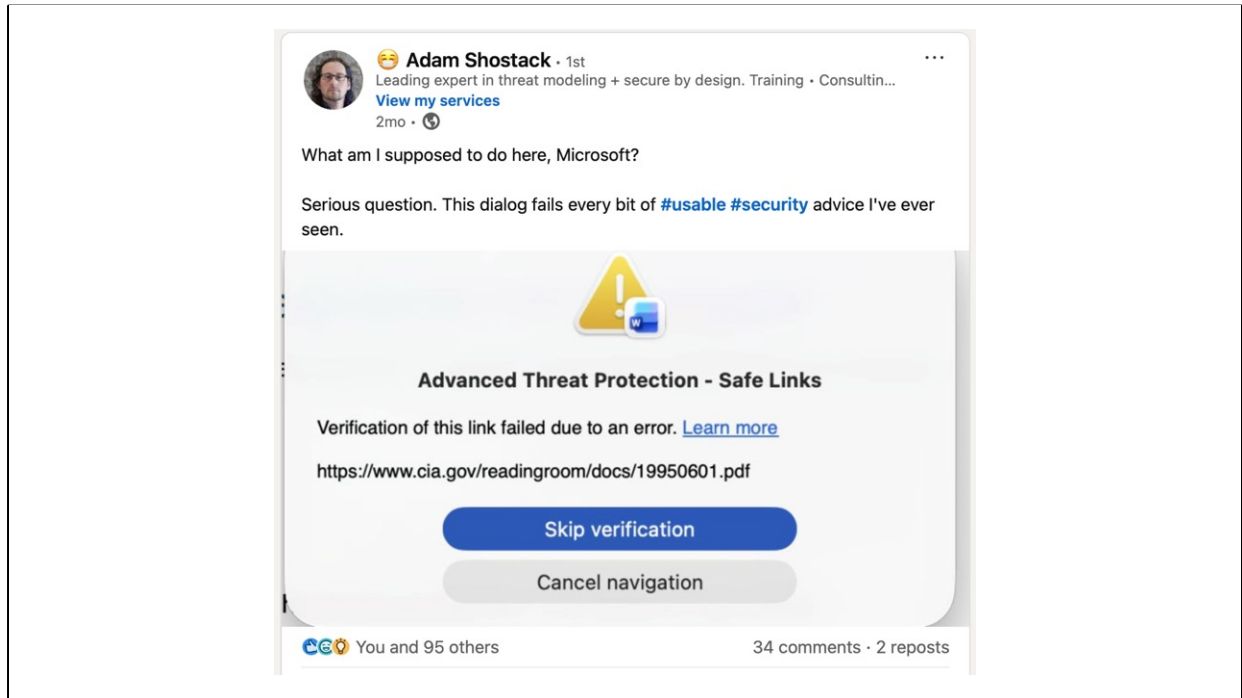 😷 Adam Shostack · 1st
Leading expert in threat modeling + secure by design. Training • Consultin...
View my services
2mo ·
What am I supposed to do here, Microsoft?
Serious question. This dialog fails every bit of #usable #security advice I've ever
seen.
W
Advanced Threat Protection - Safe Links
Verification of this link failed due to an error. Learn more
https://www.cia.gov/readingroom/docs/19950601.pdf
Skip verification
Cancel navigation
You and 95 others
34 comments · 2 reposts